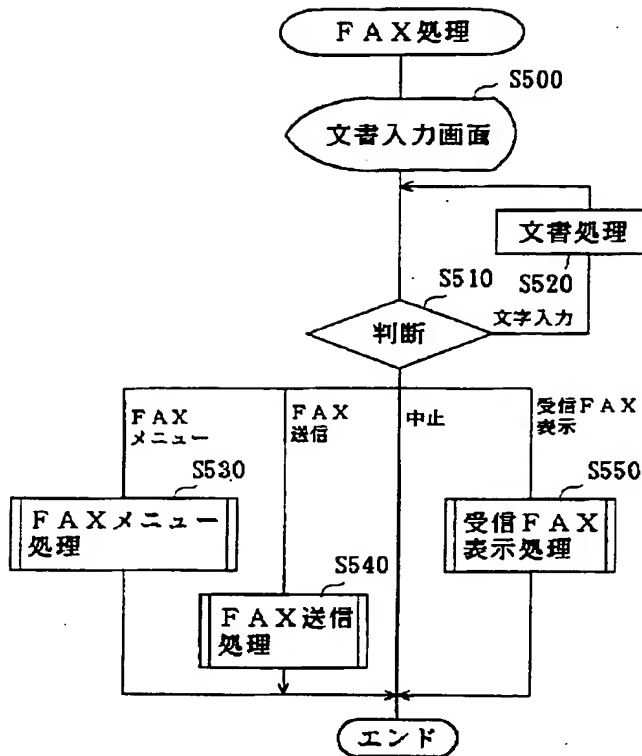 FAX処理
S500
文書入力画面
文書処理
S520
S510
判断
文字入力
FAX
メニュー
FAX
送信
中止
受信FAX
表示
S530
FAXメニュー
処理
S540
FAX送信
処理
S550
受信FAX
表示処理
エンド